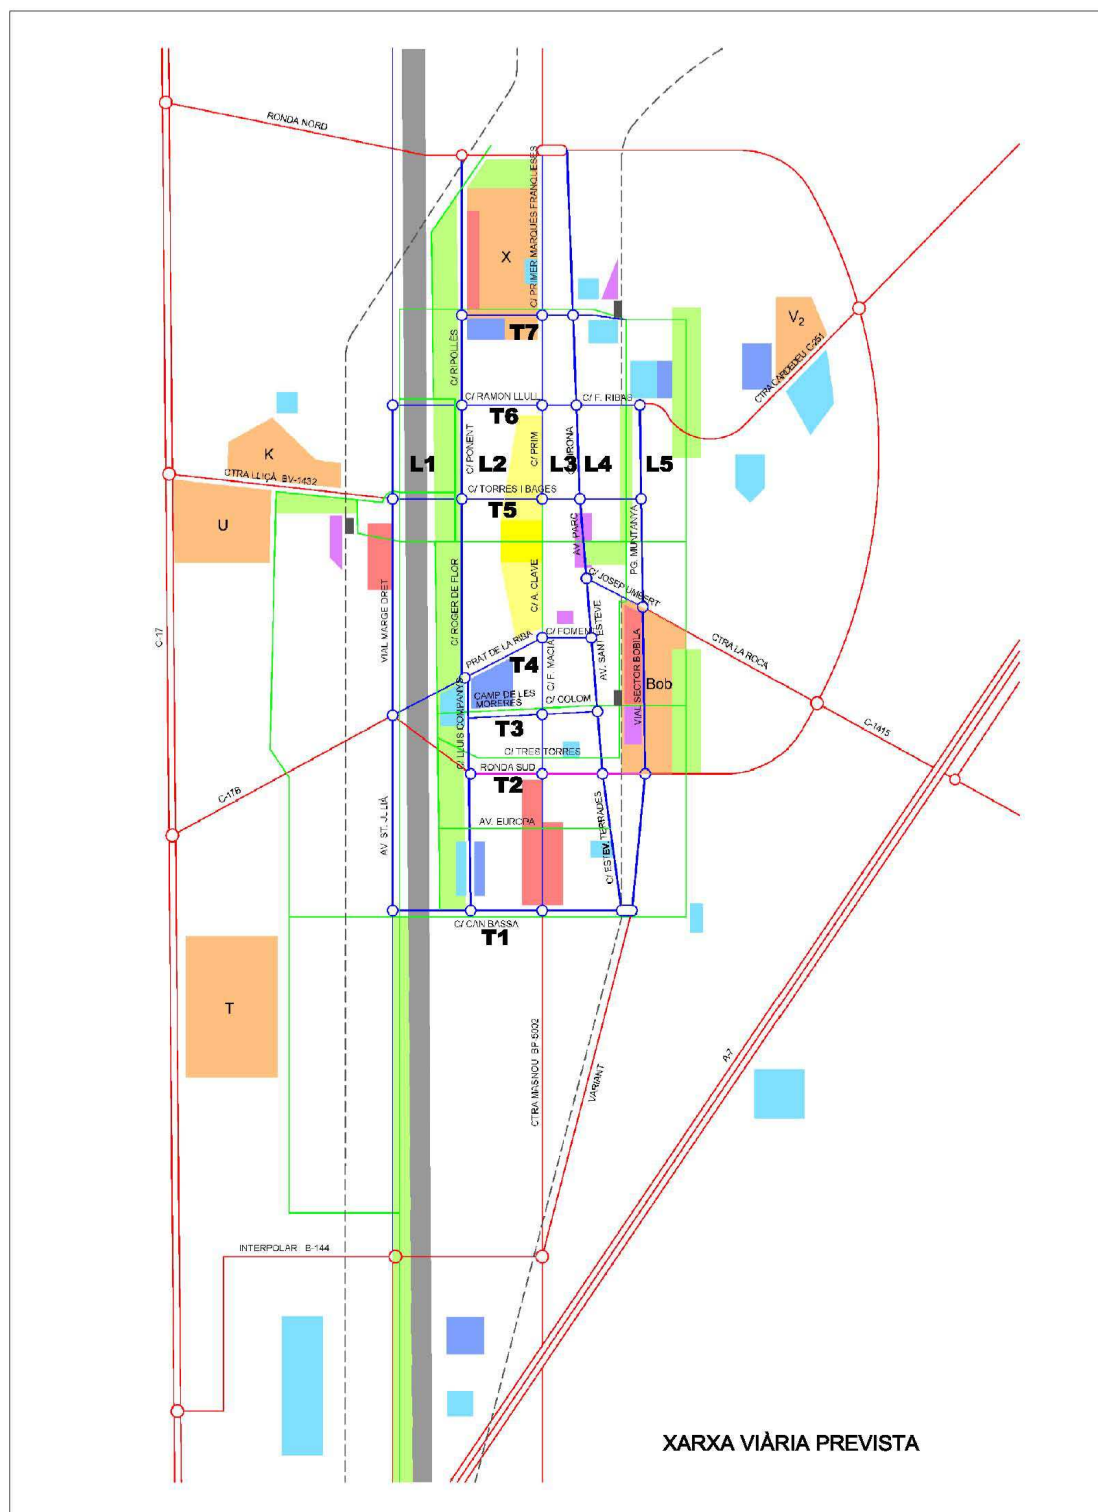 RONDA NORD
C/ PRIMER MARQUÈS FRANQUESES
X
T7
V2
C/ RIPOLLÈS
CTRA CARDEDEU C-251
C/ RAMON LLULL
C/ F. RIBAS
T6
K
CTRA LLIÇÀ BV-1432
L1
C/ PONENT
L2
C/ PRIM
L3
L4
L5
C/ TORRES I BAGES
T5
U
AV. PARC
PG. MUNTANYA
C/ JOSEP UMBERT
C-17
VIAL MARGE DRET
C/ ROGER DE FLOR
C/ A. CLAVE
CTRA LA ROCA
PRAT DE LA RIBA
C/ FOMENT
AV. SANT ESTEVE
T4
C/ F. MACIÀ
VIAL SECTOR BOBILA
Bob
CAMP DE LES
MORERES
C/ COLOM
C-1415
C/ LLUIS COMPANYS
T3
C/ TRES TORRES
RONDA SUD
T2
C-17B
AV. ST. JULIÀ
AV. EUROPA
C/ ESTEV. TERRADES
C/ CAN BASSA
T1
T
CTRA MASNOU BP-5002
VARIANT
A-7
INTERPOLAR B-144
XARXA VIÀRIA PREVISTA